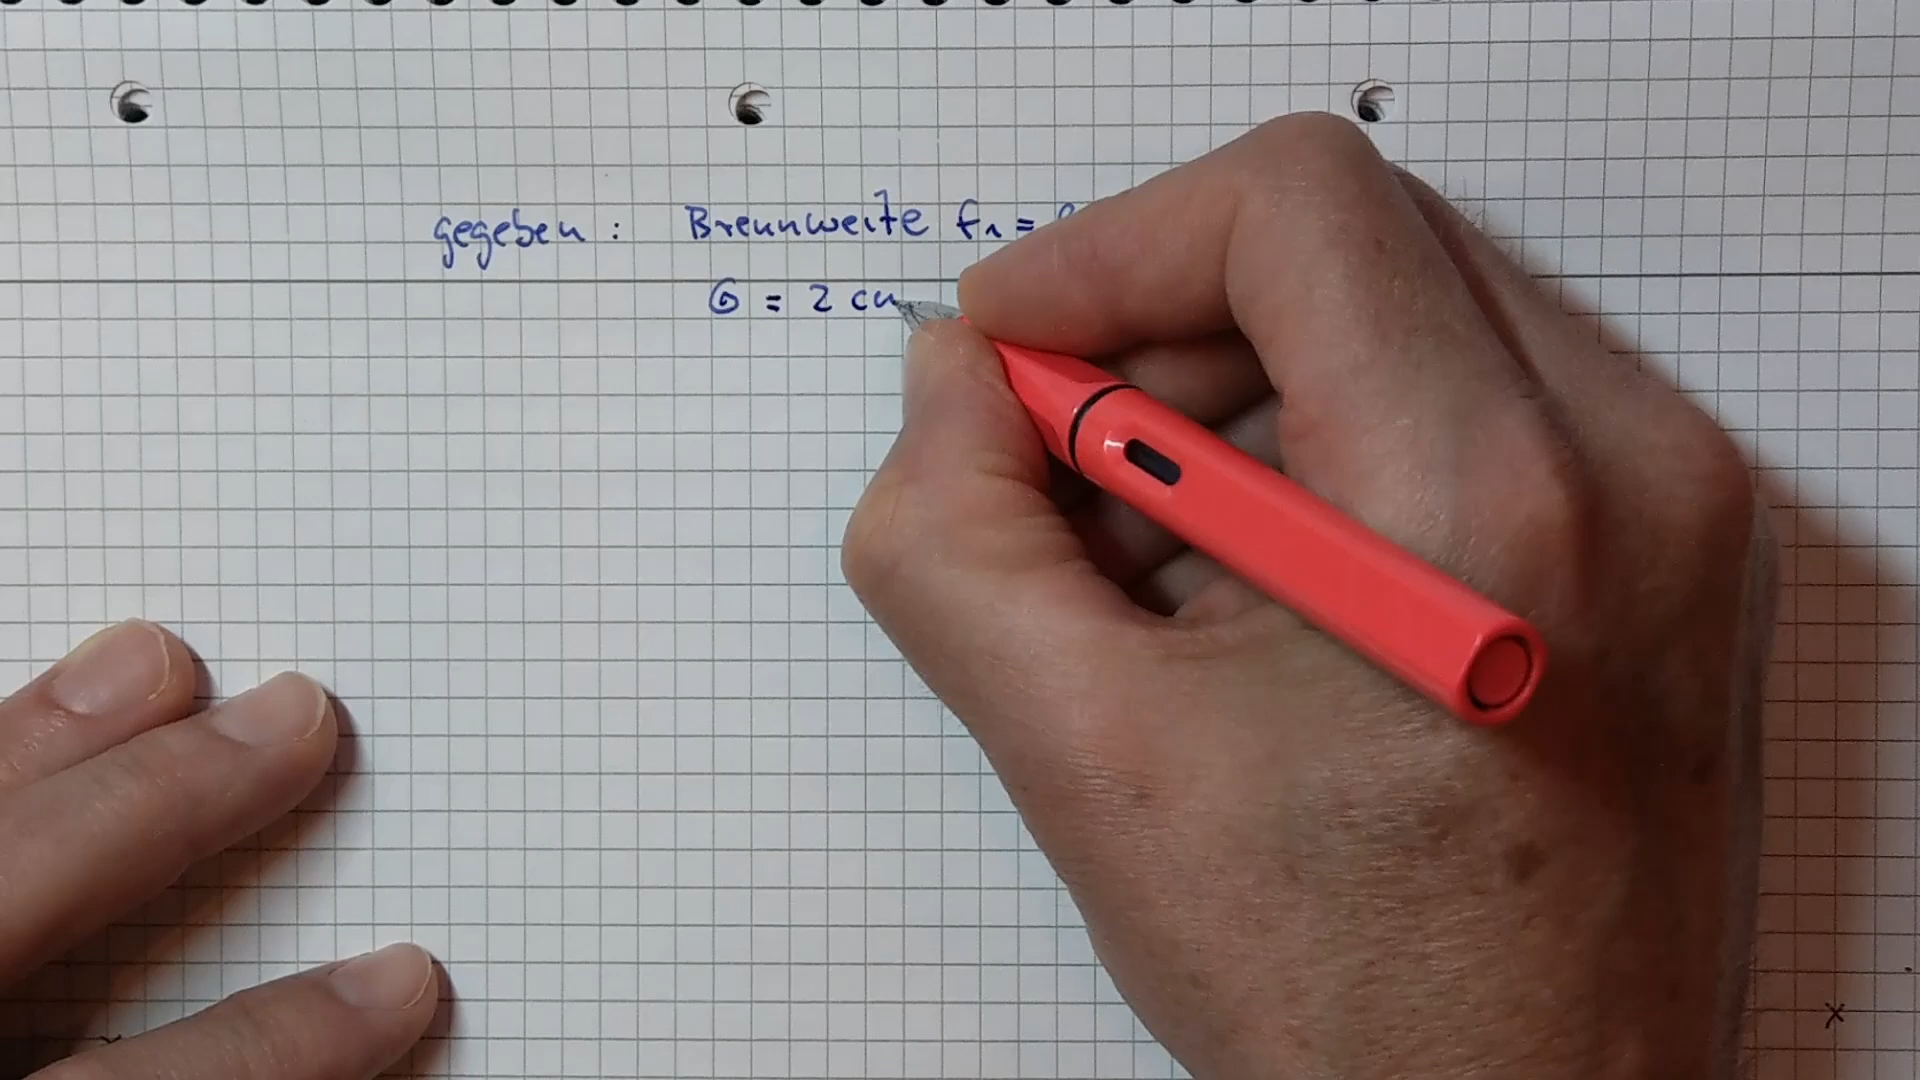 gegeben : Brennweite f₁ =
G = 2 cm